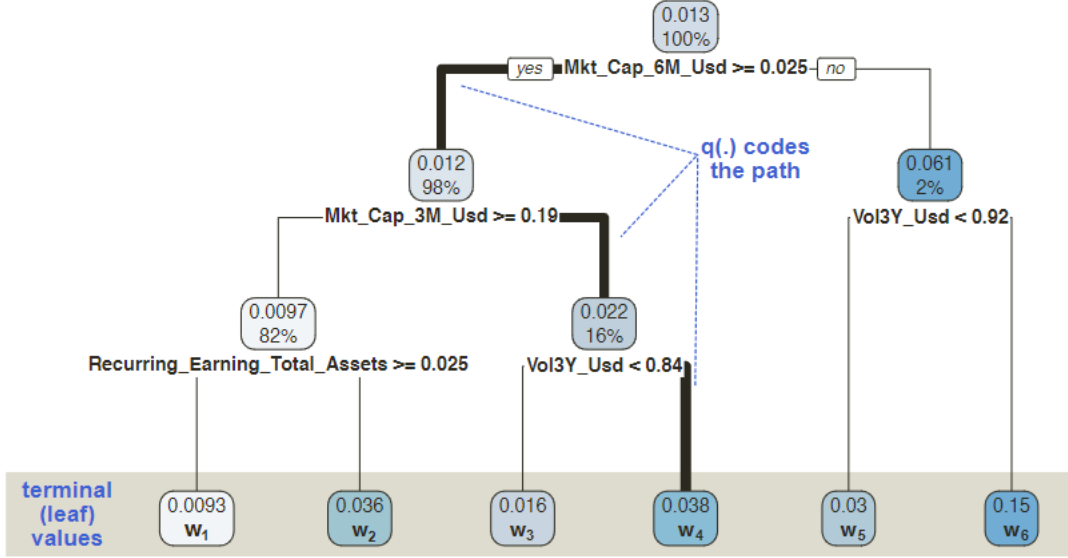 0.013
100%
yes Mkt_Cap_6M_Usd >= 0.025 no
q(.) codes
the path
0.012
98%
0.061
2%
Mkt_Cap_3M_Usd >= 0.19
Vol3Y_Usd < 0.92
0.0097
82%
0.022
16%
Recurring_Earning_Total_Assets >= 0.025
Vol3Y_Usd < 0.84
terminal
(leaf)
values
0.0093
w1
0.036
w2
0.016
w3
0.038
w4
0.03
w5
0.15
w6